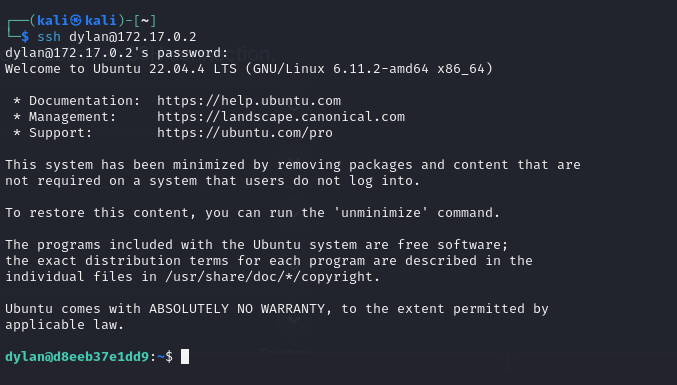 ┌──(kali㉿kali)-[~]
└─$ ssh dylan@172.17.0.2
dylan@172.17.0.2's password:
Welcome to Ubuntu 22.04.4 LTS (GNU/Linux 6.11.2-amd64 x86_64)

 * Documentation:  https://help.ubuntu.com
 * Management:     https://landscape.canonical.com
 * Support:        https://ubuntu.com/pro

This system has been minimized by removing packages and content that are
not required on a system that users do not log into.

To restore this content, you can run the 'unminimize' command.

The programs included with the Ubuntu system are free software;
the exact distribution terms for each program are described in the
individual files in /usr/share/doc/*/copyright.

Ubuntu comes with ABSOLUTELY NO WARRANTY, to the extent permitted by
applicable law.

dylan@d8eeb37e1dd9:~$